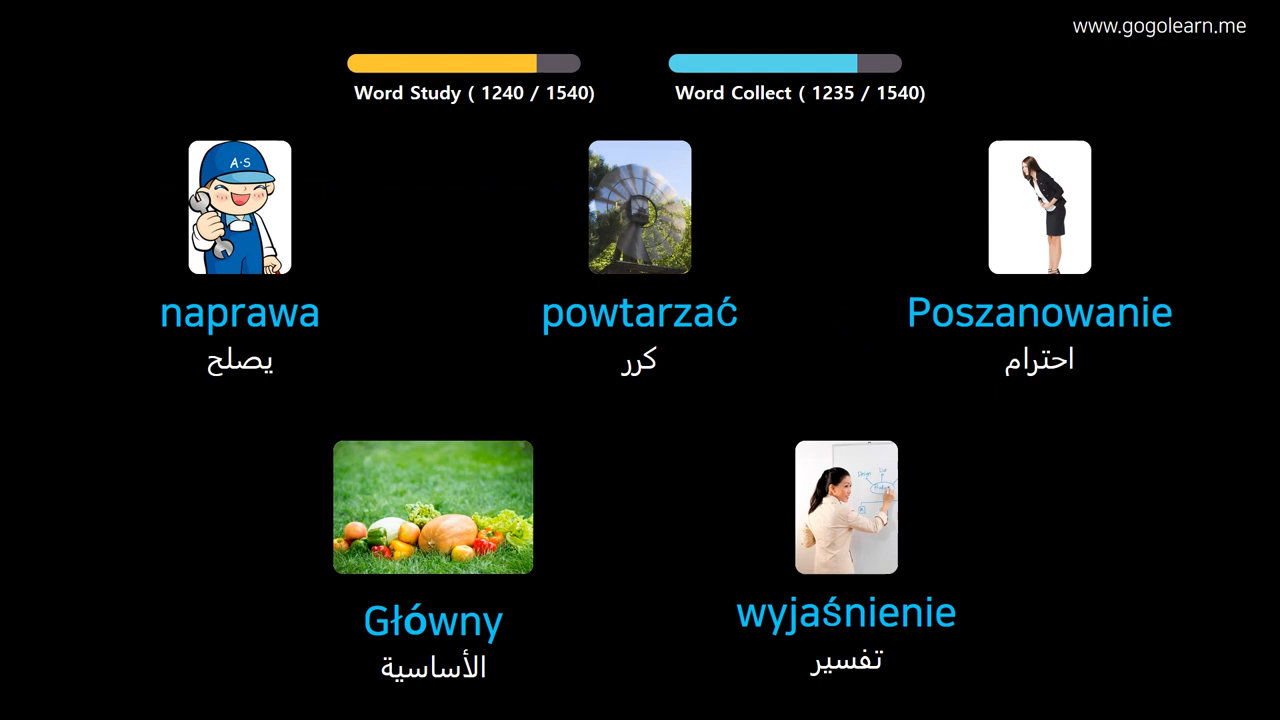 www.gogolearn.me
Word Study ( 1240 / 1540)
Word Collect ( 1235 / 1540)
A·S
naprawa
يصلح
powtarzać
كرر
Poszanowanie
احترام
Główny
الأساسية
wyjaśnienie
تفسير